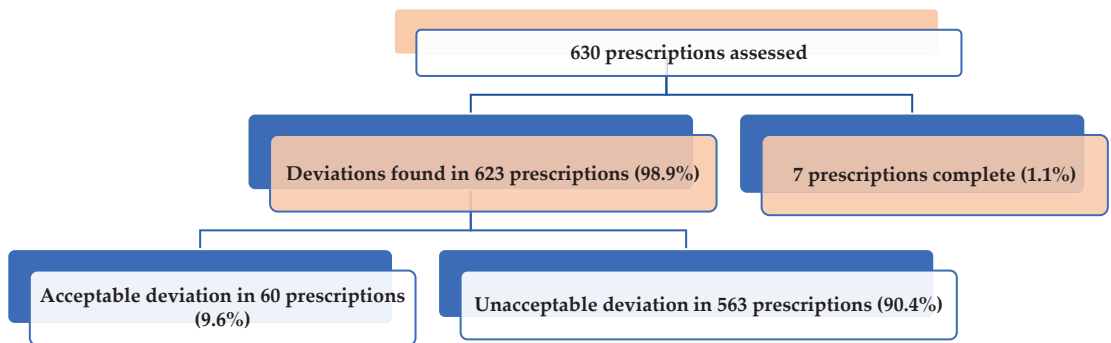 630 prescriptions assessed
Deviations found in 623 prescriptions (98.9%)
7 prescriptions complete (1.1%)
Acceptable deviation in 60 prescriptions
(9.6%)
Unacceptable deviation in 563 prescriptions (90.4%)